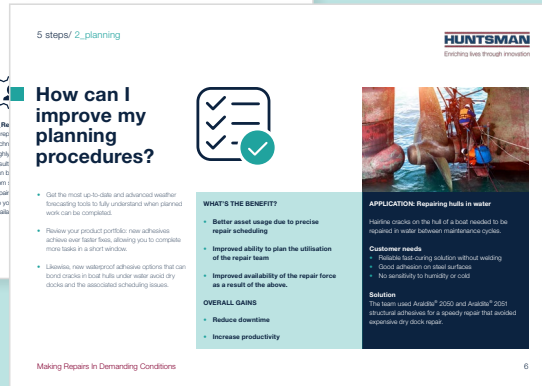 5 steps/ 2_planning
HUNTSMAN
Enriching lives through innovation
How can I
improve my
planning
procedures?
Get the most up-to-date and advanced weather
forecasting tools to fully understand when planned
work can be completed.
Review your product portfolio: new adhesives
achieve ever faster fixes, allowing you to complete
more tasks in a short window.
Likewise, new waterproof adhesive options that can
bond cracks in boat hulls under water avoid dry
docks and the associated scheduling issues.
WHAT'S THE BENEFIT?
Better asset usage due to precise
repair scheduling
Improved ability to plan the utilisation
of the repair team
Improved availability of the repair force
as a result of the above.
OVERALL GAINS
Reduce downtime
Increase productivity
APPLICATION: Repairing hulls in water
Hairline cracks on the hull of a boat needed to be
repaired in water between maintenance cycles.
Customer needs
Reliable fast-curing solution without welding
Good adhesion on steel surfaces
No sensitivity to humidity or cold
Solution
The team used Araldite® 2050 and Araldite® 2051
structural adhesives for a speedy repair that avoided
expensive dry dock repair.
Making Repairs In Demanding Conditions
6